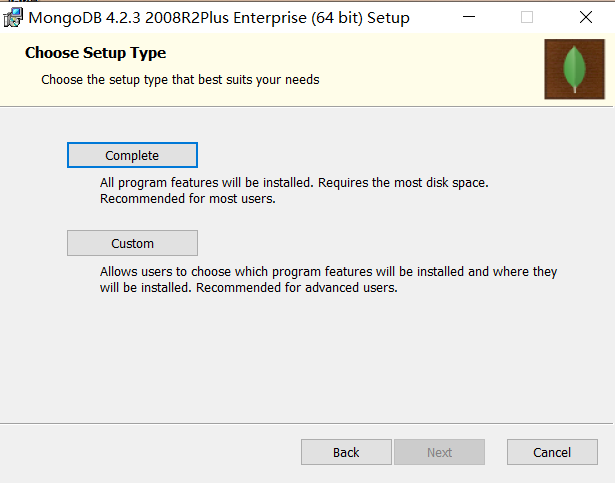 MongoDB 4.2.3 2008R2Plus Enterprise (64 bit) Setup
Choose Setup Type
Choose the setup type that best suits your needs
Complete
All program features will be installed. Requires the most disk space.
Recommended for most users.
Custom
Allows users to choose which program features will be installed and where they
will be installed. Recommended for advanced users.
Back
Next
Cancel